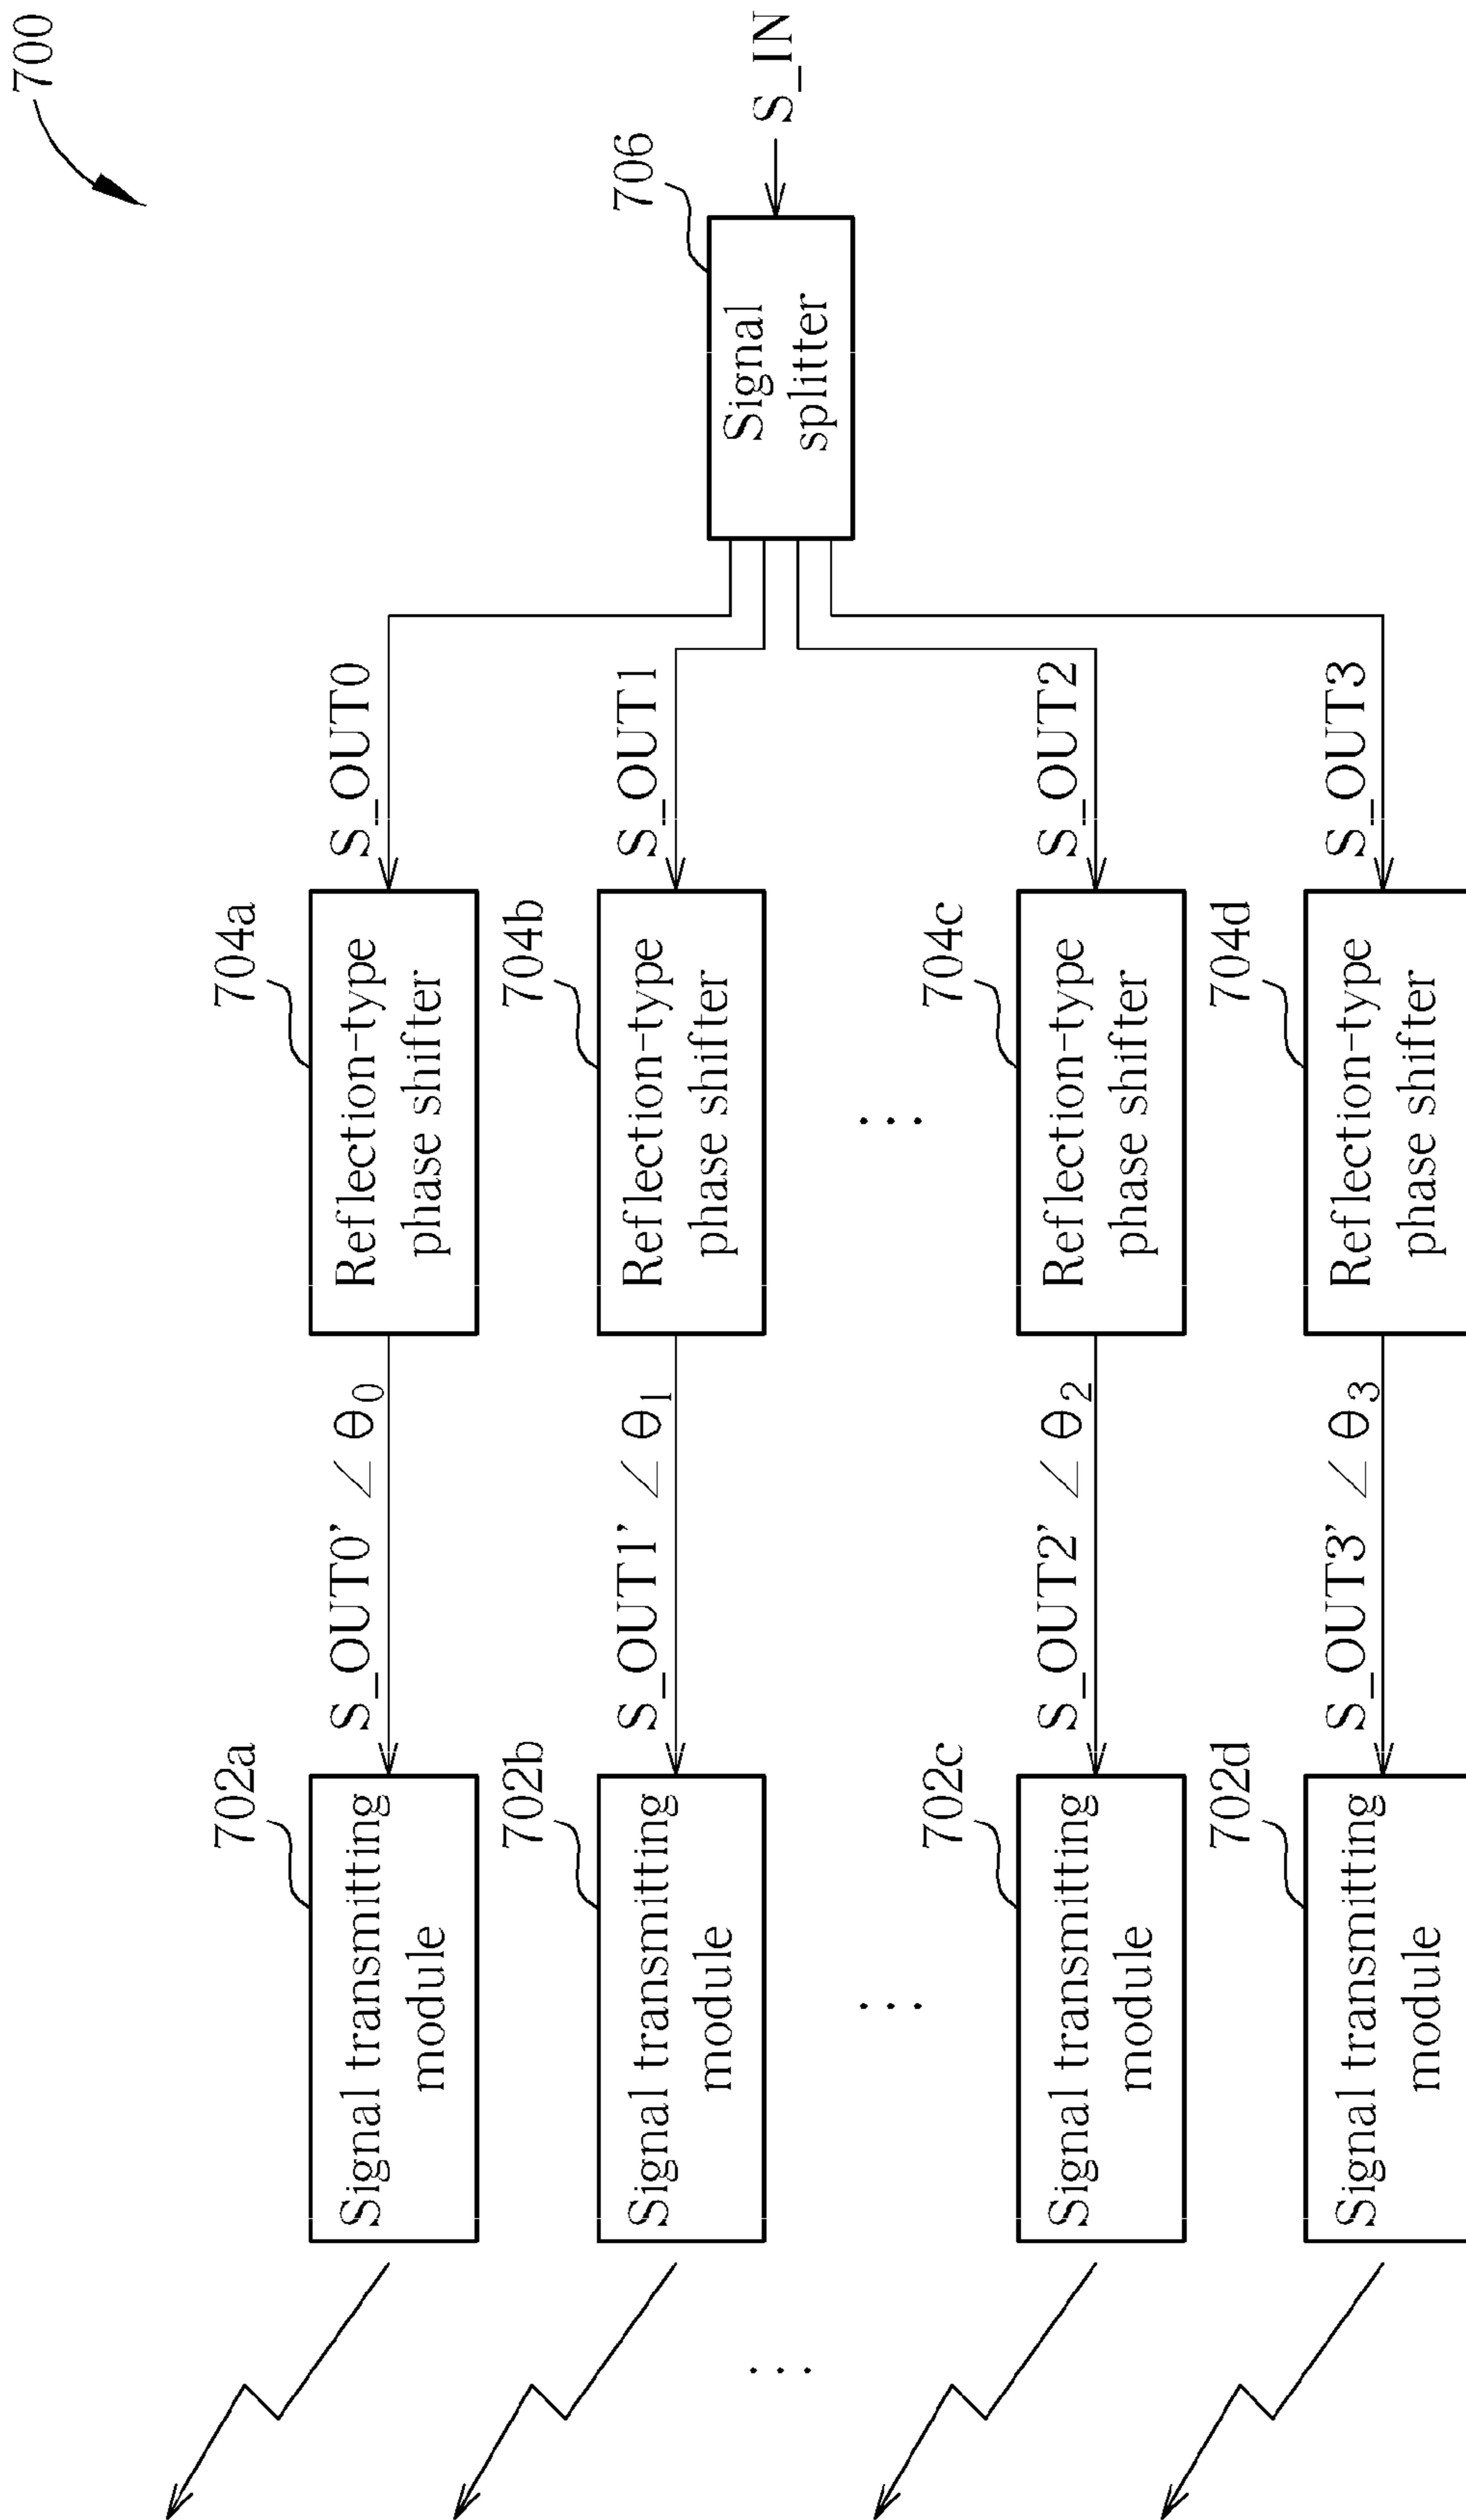 700
702a
Signal transmitting
module
S_OUT0' ∠θ0
704a
Reflection-type
phase shifter
S_OUT0
702b
Signal transmitting
module
S_OUT1' ∠θ1
704b
Reflection-type
phase shifter
S_OUT1
706
Signal
splitter
S_IN
...
...
...
702c
Signal transmitting
module
S_OUT2' ∠θ2
704c
Reflection-type
phase shifter
S_OUT2
702d
Signal transmitting
module
S_OUT3' ∠θ3
704d
Reflection-type
phase shifter
S_OUT3